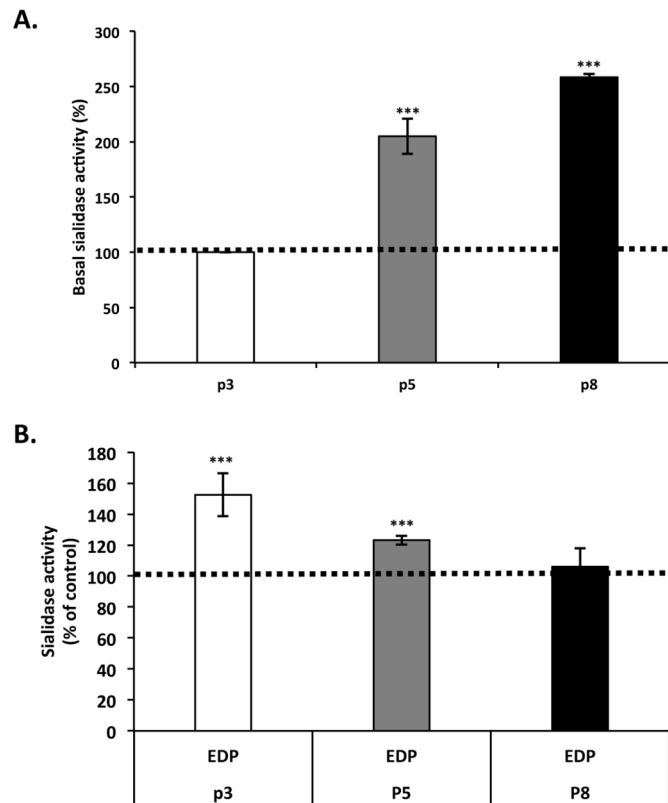 A.
Basal sialidase activity (%)
300
250
200
150
100
50
0
***
***
p3
p5
p8
B.
Sialidase activity
(% of control)
180
160
140
120
100
80
60
40
20
0
***
***
EDP
EDP
EDP
p3
P5
P8